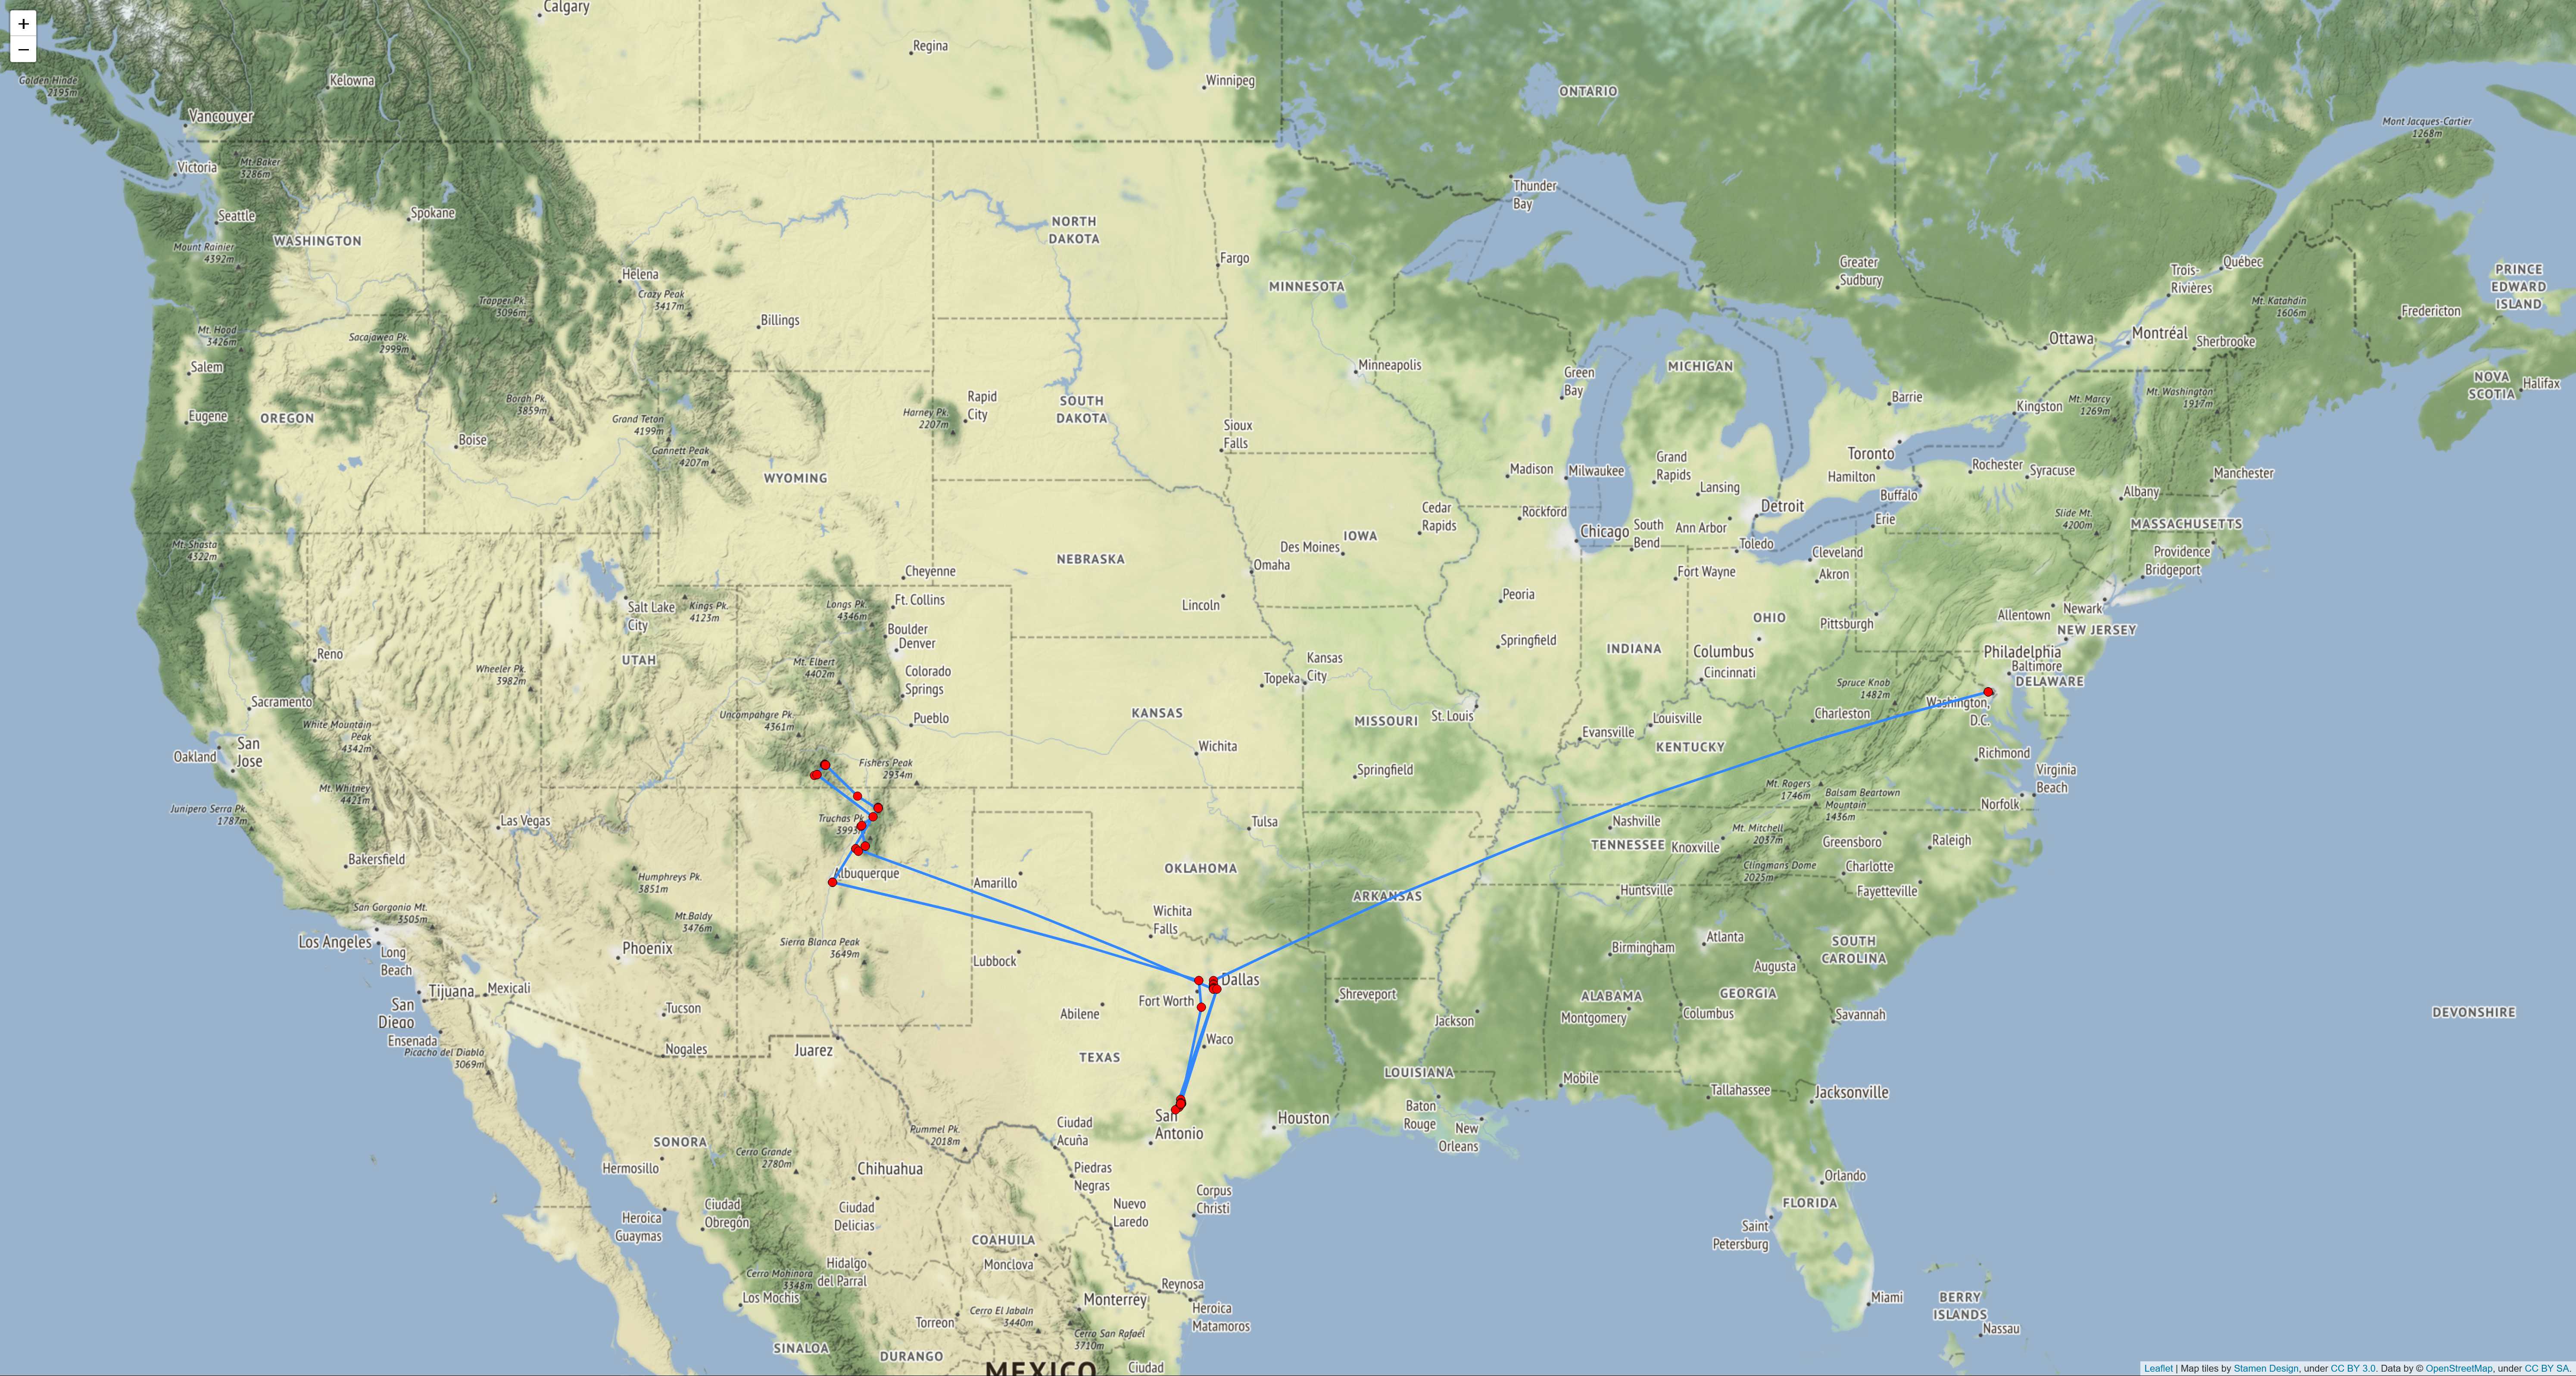 +
−
Calgary
Regina
Winnipeg
Golden Hinde
2195m
Kelowna
Vancouver
ONTARIO
Mont Jacques-Cartier
1268m
Victoria
Mt. Baker
3286m
Thunder
Bay
Seattle
Spokane
WASHINGTON
Mount Rainier
4392m
NORTH
DAKOTA
Fargo
Helena
Crazy Peak
3417m
Trapper Pk.
3096m
MINNESOTA
Greater
Sudbury
Trois-
Rivières
Québec
PRINCE
EDWARD
ISLAND
Mt. Katahdin
1606m
Fredericton
Mt. Hood
3426m
Sacajawea Pk.
2999m
Billings
Ottawa
Montréal
Sherbrooke
Salem
Minneapolis
Green
Bay
MICHIGAN
NOVA
SCOTIA
Halifax
Eugene
OREGON
Borah Pk.
3859m
Grand Teton
4199m
Harney Pk.
2207m
Rapid
City
SOUTH
DAKOTA
Sioux
Falls
Barrie
Kingston
Mt. Marcy
1269m
Mt. Washington
1917m
Boise
Gannett Peak
4207m
WYOMING
Madison
Milwaukee
Grand
Rapids
Lansing
Toronto
Hamilton
Buffalo
Rochester
Syracuse
Manchester
Albany
Cedar
Rapids
Rockford
Chicago
South
Bend
Ann Arbor
Detroit
Erie
Slide Mt.
4200m
MASSACHUSETTS
Mt. Shasta
4322m
IOWA
Des Moines
Toledo
Cleveland
Akron
Providence
Bridgeport
NEBRASKA
Omaha
Cheyenne
Fort Wayne
Salt Lake
City
Kings Pk.
4123m
Longs Pk.
4346m
Ft. Collins
Lincoln
Peoria
OHIO
Pittsburgh
Allentown
Newark
NEW JERSEY
Boulder
Denver
Springfield
INDIANA
Columbus
Philadelphia
Reno
UTAH
Wheeler Pk.
3982m
Mt. Elbert
4402m
Colorado
Springs
Topeka
Kansas
City
Cincinnati
Spruce Knob
1482m
Baltimore
DELAWARE
Sacramento
Uncompahgre Pk.
4361m
Pueblo
KANSAS
MISSOURI
St. Louis
Evansville
Louisville
KENTUCKY
Charleston
Washington,
D.C.
White Mountain
Peak
4342m
Oakland
San
Jose
Wichita
Springfield
Richmond
Virginia
Beach
Fishers Peak
2934m
Mt. Whitney
4421m
Junipero Serra Pk.
1787m
Las Vegas
Truchas Pk.
3993
Tulsa
Nashville
Mt. Rogers
1746m
Balsam Beartown
Mountain
1436m
Norfolk
TENNESSEE
Knoxville
Mt. Mitchell
2037m
Greensboro
Raleigh
Bakersfield
Humphreys Pk.
3851m
Albuquerque
Amarillo
OKLAHOMA
ARKANSAS
Huntsville
Clingmans Dome
2025m
Charlotte
Fayetteville
San Gorgonio Mt.
3505m
Mt.Baldy
3476m
Wichita
Falls
Los Angeles
Long
Beach
Phoenix
Sierra Blanca Peak
3649m
Lubbock
Birmingham
Atlanta
SOUTH
CAROLINA
Augusta
Tijuana
Mexicali
San
Diego
Ensenada
Tucson
Dallas
Fort Worth
Abilene
Shreveport
ALABAMA
Montgomery
GEORGIA
Columbus
Savannah
DEVONSHIRE
Jackson
Picacho del Diablo
3069m
Nogales
Juarez
TEXAS
Waco
LOUISIANA
Mobile
Tallahassee
Jacksonville
Baton
Rouge
New
Orleans
Houston
San
Antonio
Ciudad
Acuña
Pummel Pk.
2018m
SONORA
Cerro Grande
2780m
Hermosillo
Chihuahua
Piedras
Negras
Orlando
FLORIDA
Heroica
Guaymas
Ciudad
Obregón
Ciudad
Delicias
Nuevo
Laredo
Corpus
Christi
Saint
Petersburg
COAHUILA
Monclova
Hidalgo
del Parral
Cerro Mohinora
3348m
Los Mochis
Reynosa
Monterrey
Heroica
Matamoros
Miami
BERRY
ISLANDS
Nassau
Torreon
Cerro El Jabaln
3440m
Cerro San Rafael
3710m
SINALOA
DURANGO
MEXICO
Ciudad
Leaflet | Map tiles by Stamen Design, under CC BY 3.0. Data by © OpenStreetMap, under CC BY SA.